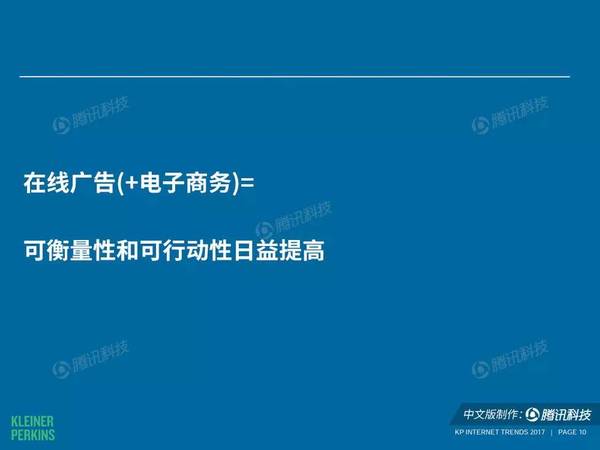 腾讯科技 腾讯科技
在线广告(+电子商务)=
腾讯科技
可衡量性和可行动性日益提高
腾讯科技 腾讯科技
KLEINER
PERKINS
中文版制作: 腾讯科技
KP INTERNET TRENDS 2017 | PAGE 10